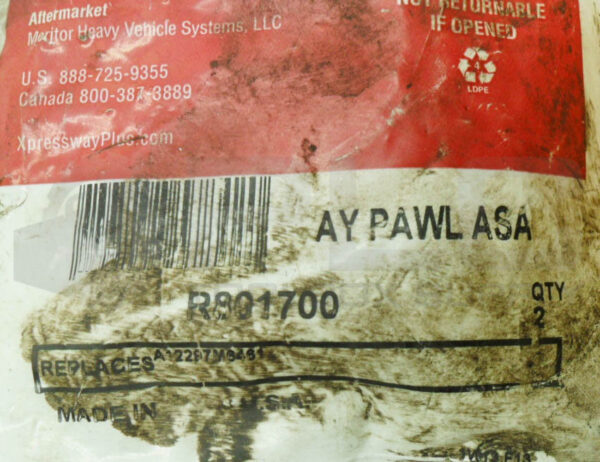 Aftermarket
Meritor Heavy Vehicle Systems, LLC
U.S. 888-725-9355
Canada 800-387-3889
XpresswayPlus.com
NOT RETURNABLE
IF OPENED
4
LDPE
AY PAWL ASA
R801700
QTY
2
REPLACES
MADE IN U.S.A.